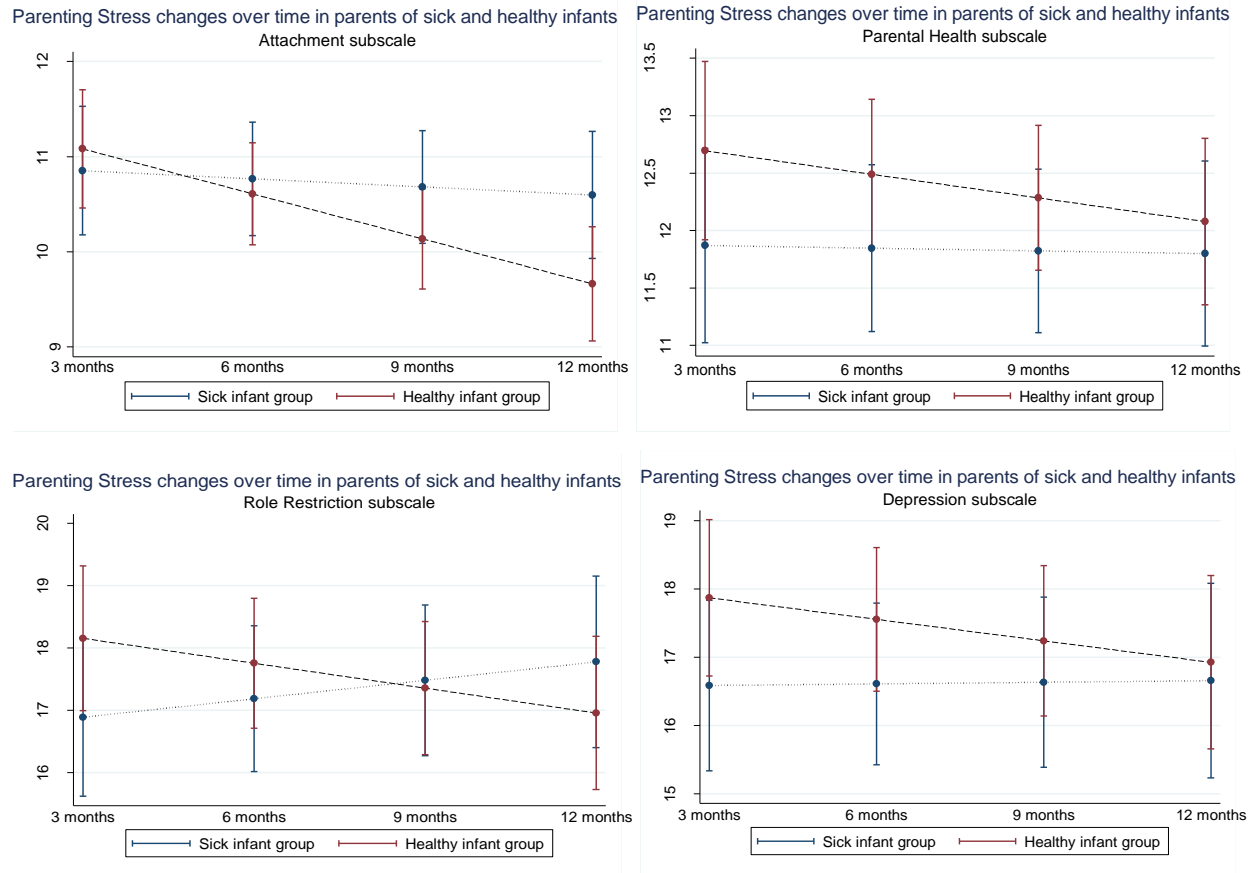 Parenting Stress changes over time in parents of sick and healthy infants
Attachment subscale
12
11
10
9
3 months 6 months 9 months 12 months
Sick infant group Healthy infant group
Parenting Stress changes over time in parents of sick and healthy infants
Parental Health subscale
13.5
13
12.5
12
11.5
11
3 months 6 months 9 months 12 months
Sick infant group Healthy infant group
Parenting Stress changes over time in parents of sick and healthy infants
Role Restriction subscale
20
19
18
17
16
3 months 6 months 9 months 12 months
Sick infant group Healthy infant group
Parenting Stress changes over time in parents of sick and healthy infants
Depression subscale
19
18
17
16
15
3 months 6 months 9 months 12 months
Sick infant group Healthy infant group